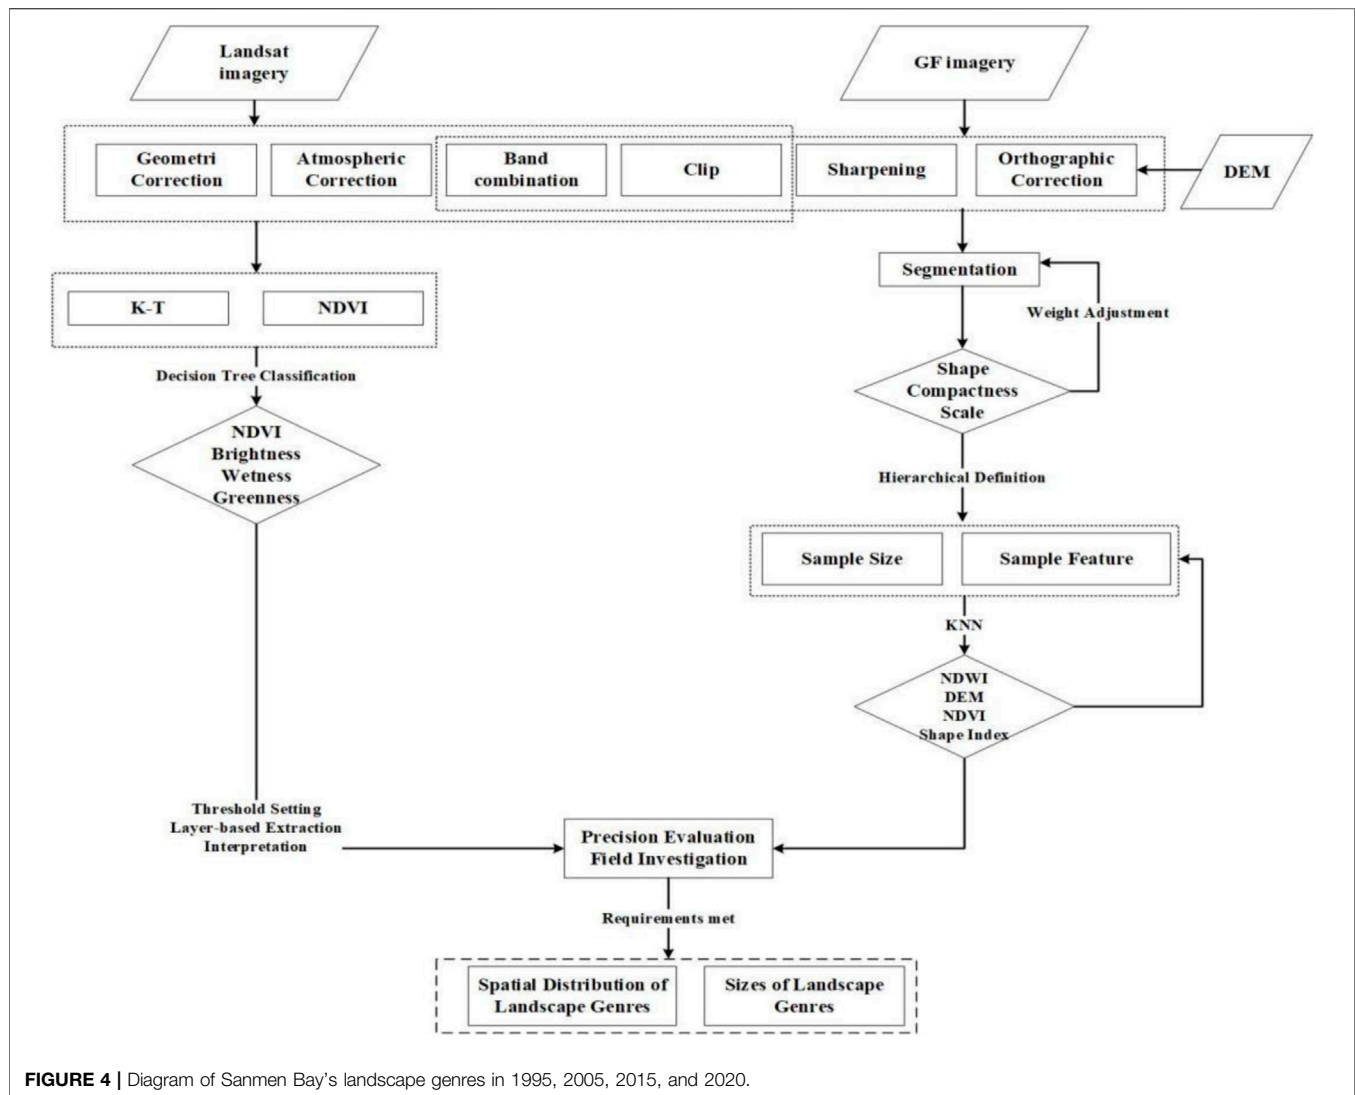 Landsat
imagery
GF imagery
Geometri
Correction
Atmospheric
Correction
Band
combination
Clip
Sharpening
Orthographic
Correction
DEM
K-T
NDVI
Segmentation
Weight Adjustment
Decision Tree Classification
Shape
Compactness
Scale
NDVI
Brightness
Wetness
Greenness
Hierarchical Definition
Sample Size
Sample Feature
KNN
NDWI
DEM
NDVI
Shape Index
Threshold Setting
Layer-based Extraction
Interpretation
Precision Evaluation
Field Investigation
Requirements met
Spatial Distribution of
Landscape Genres
Sizes of Landscape
Genres
FIGURE 4 | Diagram of Sanmen Bay's landscape genres in 1995, 2005, 2015, and 2020.